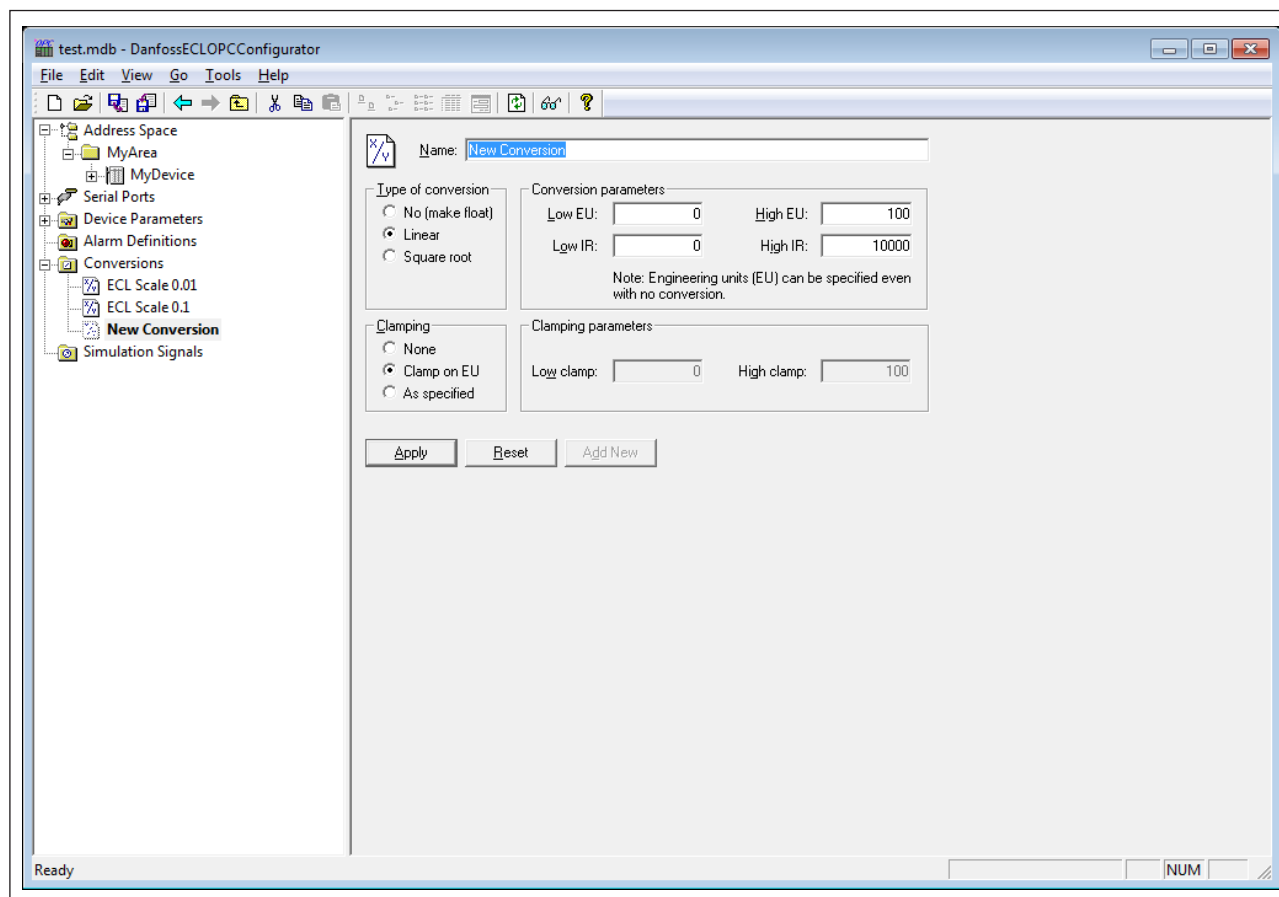 test.mdb - DanfossECLOPCConfigurator
File Edit View Go Tools Help
Address Space
MyArea
MyDevice
Serial Ports
Device Parameters
Alarm Definitions
Conversions
ECL Scale 0.01
ECL Scale 0.1
New Conversion
Simulation Signals
Name: New Conversion
Type of conversion
No (make float)
Linear
Square root
Conversion parameters
Low EU: 0 High EU: 100
Low IR: 0 High IR: 10000
Note: Engineering units (EU) can be specified even
with no conversion.
Clamping
None
Clamp on EU
As specified
Clamping parameters
Low clamp: 0 High clamp: 100
Apply Reset Add New
Ready NUM